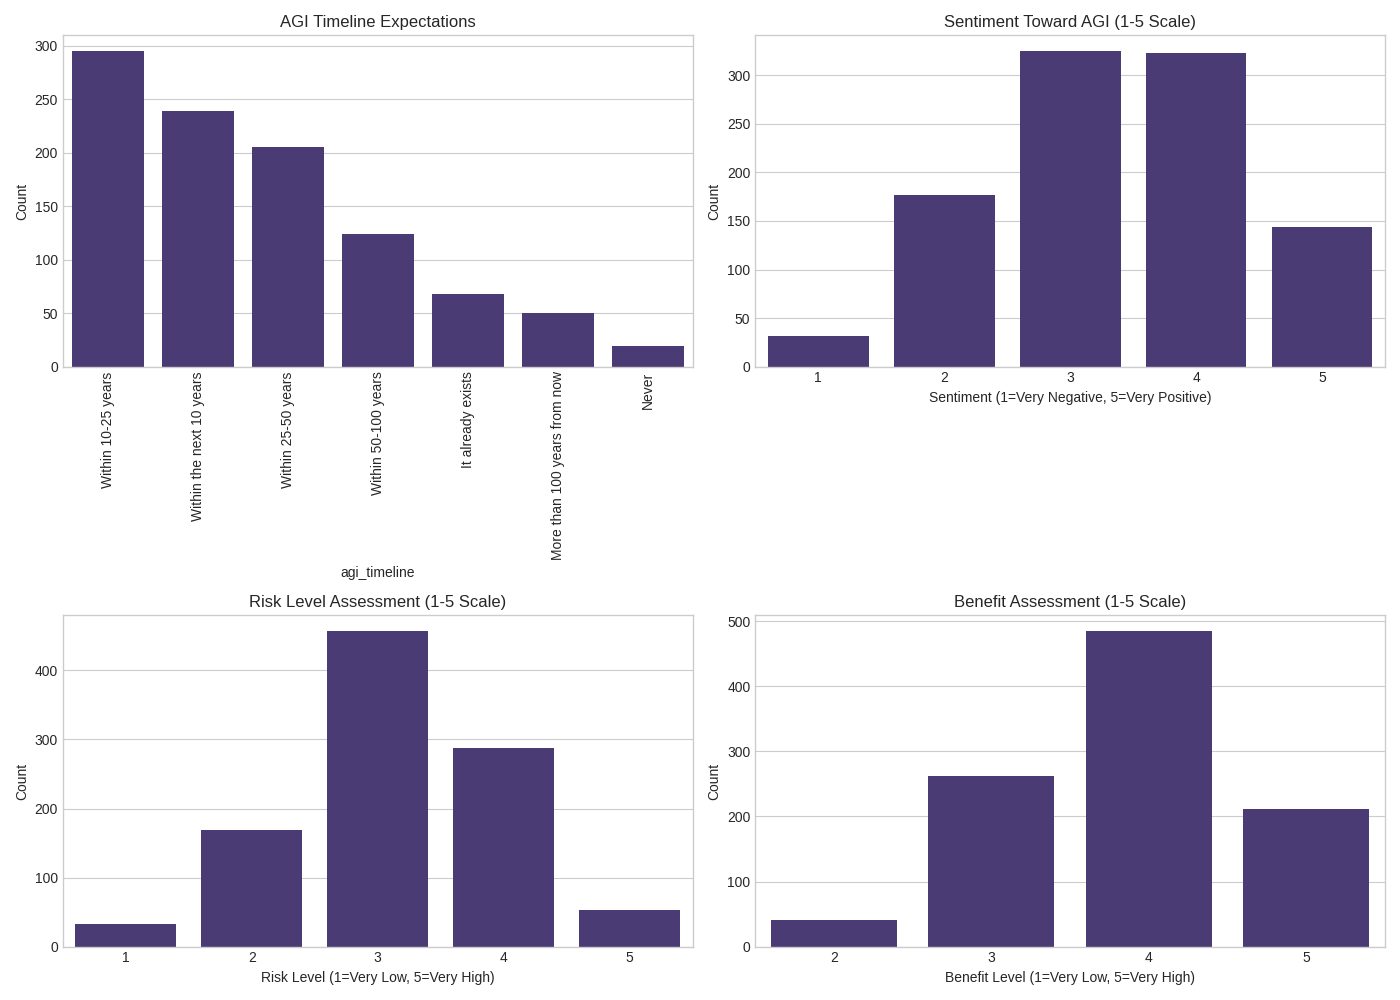 AGI Timeline Expectations
Count
300
250
200
150
100
50
0
Within 10-25 years
Within the next 10 years
Within 25-50 years
Within 50-100 years
It already exists
More than 100 years from now
Never
agi_timeline
Sentiment Toward AGI (1-5 Scale)
Count
300
250
200
150
100
50
0
1 2 3 4 5
Sentiment (1=Very Negative, 5=Very Positive)
Risk Level Assessment (1-5 Scale)
Count
400
300
200
100
0
1 2 3 4 5
Risk Level (1=Very Low, 5=Very High)
Benefit Assessment (1-5 Scale)
Count
500
400
300
200
100
0
2 3 4 5
Benefit Level (1=Very Low, 5=Very High)